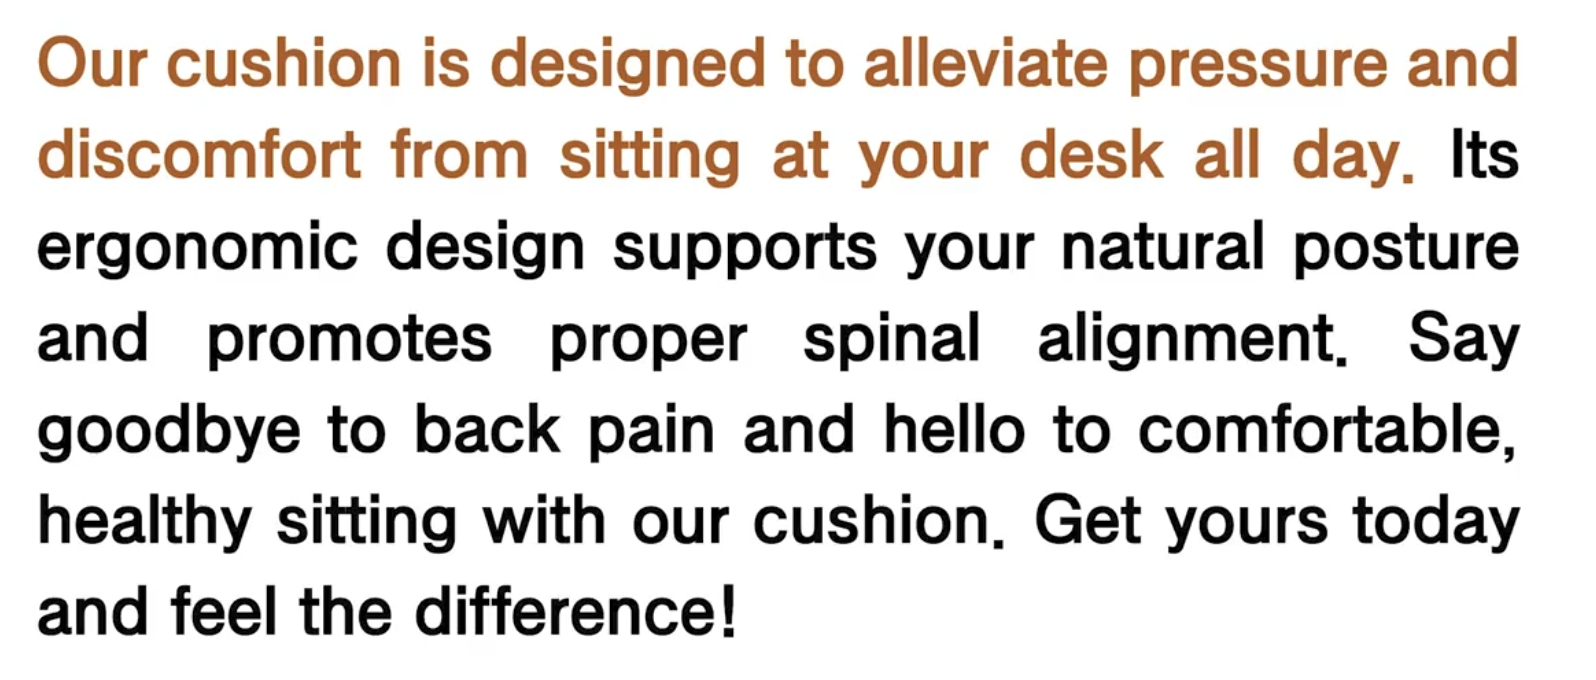 Our cushion is designed to alleviate pressure and
discomfort from sitting at your desk all day. Its
ergonomic design supports your natural posture
and promotes proper spinal alignment. Say
goodbye to back pain and hello to comfortable,
healthy sitting with our cushion. Get yours today
and feel the difference!